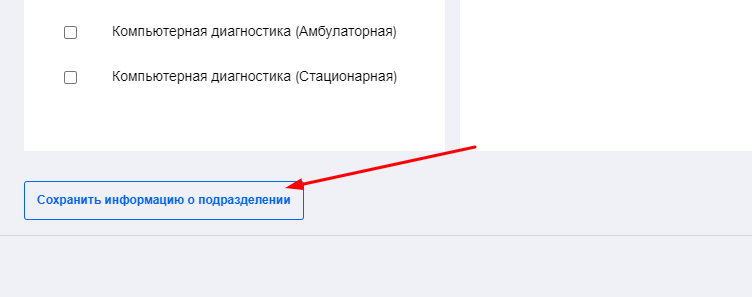 Компьютерная диагностика (Амбулаторная)
Компьютерная диагностика (Стационарная)
Сохранить информацию о подразделении